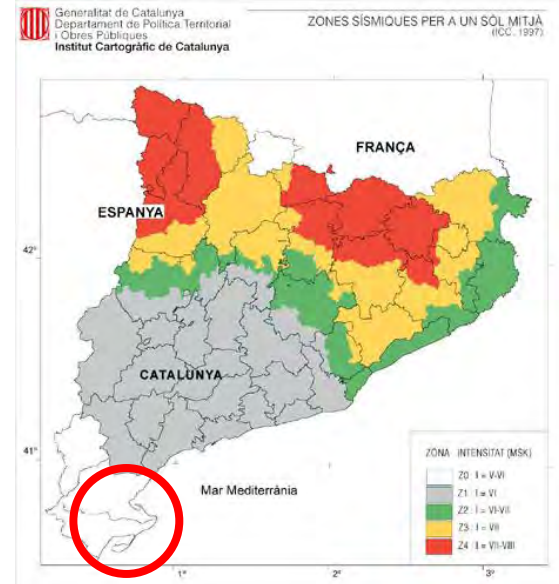 Generalitat de Catalunya
Departament de Política Territorial
i Obres Públiques
Institut Cartogràfic de Catalunya
ZONES SÍSMIQUES PER A UN SÒL MITJÀ
(ICC, 1997)
FRANÇA
ESPANYA
42°
CATALUNYA
41°
Mar Mediterrània
ZONA INTENSITAT (MSK)
Z0: I = V-VI
Z1: I = VI
Z2: I = VI-VII
Z3: I = VII
Z4: I = VII-VIII
1°
2°
3°